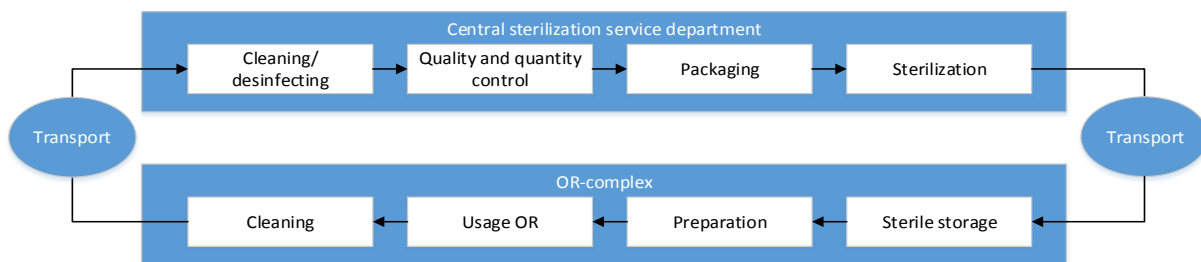 Central sterilization service department
Cleaning/
desinfecting
Quality and quantity
control
Packaging
Sterilization
Transport
Transport
OR-complex
Cleaning
Usage OR
Preparation
Sterile storage